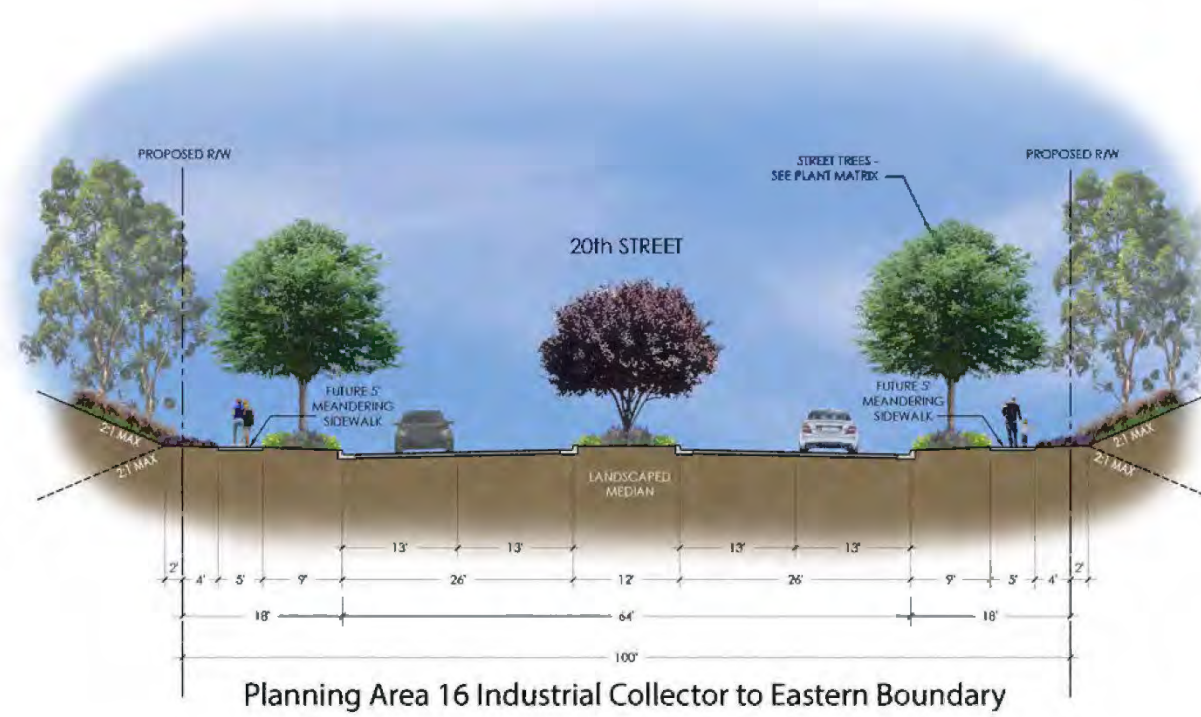 PROPOSED R/W
STREET TREES -
SEE PLANT MATRIX
PROPOSED R/W
20th STREET
FUTURE 5'
MEANDERING
SIDEWALK
FUTURE 5'
MEANDERING
SIDEWALK
2:1 MAX
2:1 MAX
LANDSCAPED
MEDIAN
2:1 MAX
2:1 MAX
13' 13' 13' 13'
2' 4' 5' 9' 26' 12' 26' 9' 5' 4' 2'
18' 64' 18'
100'
Planning Area 16 Industrial Collector to Eastern Boundary